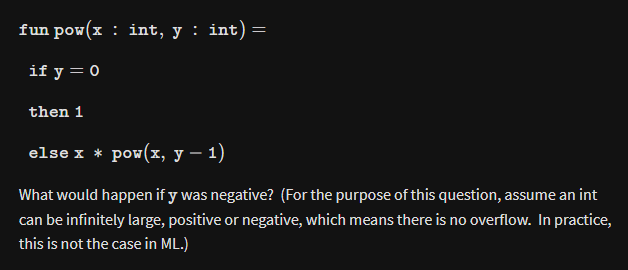 fun pow(x : int, y : int) =
if y = 0
then 1
else x * pow(x, y − 1)
What would happen if y was negative? (For the purpose of this question, assume an int
can be infinitely large, positive or negative, which means there is no overflow. In practice,
this is not the case in ML.)